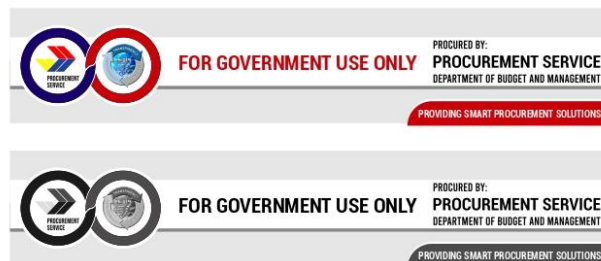 PROCUREMENT
SERVICE
FOR GOVERNMENT USE ONLY
PROCURED BY:
PROCUREMENT SERVICE
DEPARTMENT OF BUDGET AND MANAGEMENT
PROVIDING SMART PROCUREMENT SOLUTIONS
PROCUREMENT
SERVICE
FOR GOVERNMENT USE ONLY
PROCURED BY:
PROCUREMENT SERVICE
DEPARTMENT OF BUDGET AND MANAGEMENT
PROVIDING SMART PROCUREMENT SOLUTIONS